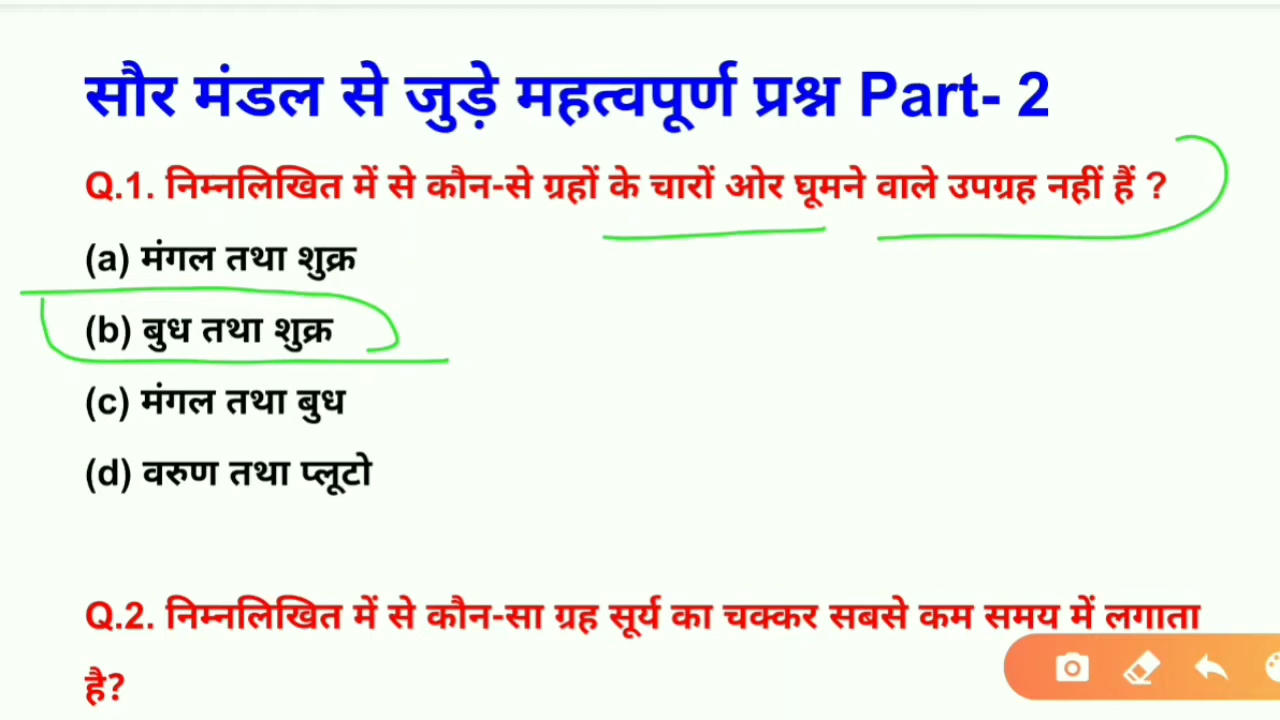 सौर मंडल से जुड़े महत्वपूर्ण प्रश्न Part- 2
Q.1. निम्नलिखित में से कौन-से ग्रहों के चारों ओर घूमने वाले उपग्रह नहीं हैं ?
(a) मंगल तथा शुक्र
(b) बुध तथा शुक्र
(c) मंगल तथा बुध
(d) वरुण तथा प्लूटो
Q.2. निम्नलिखित में से कौन-सा ग्रह सूर्य का चक्कर सबसे कम समय में लगाता
है?